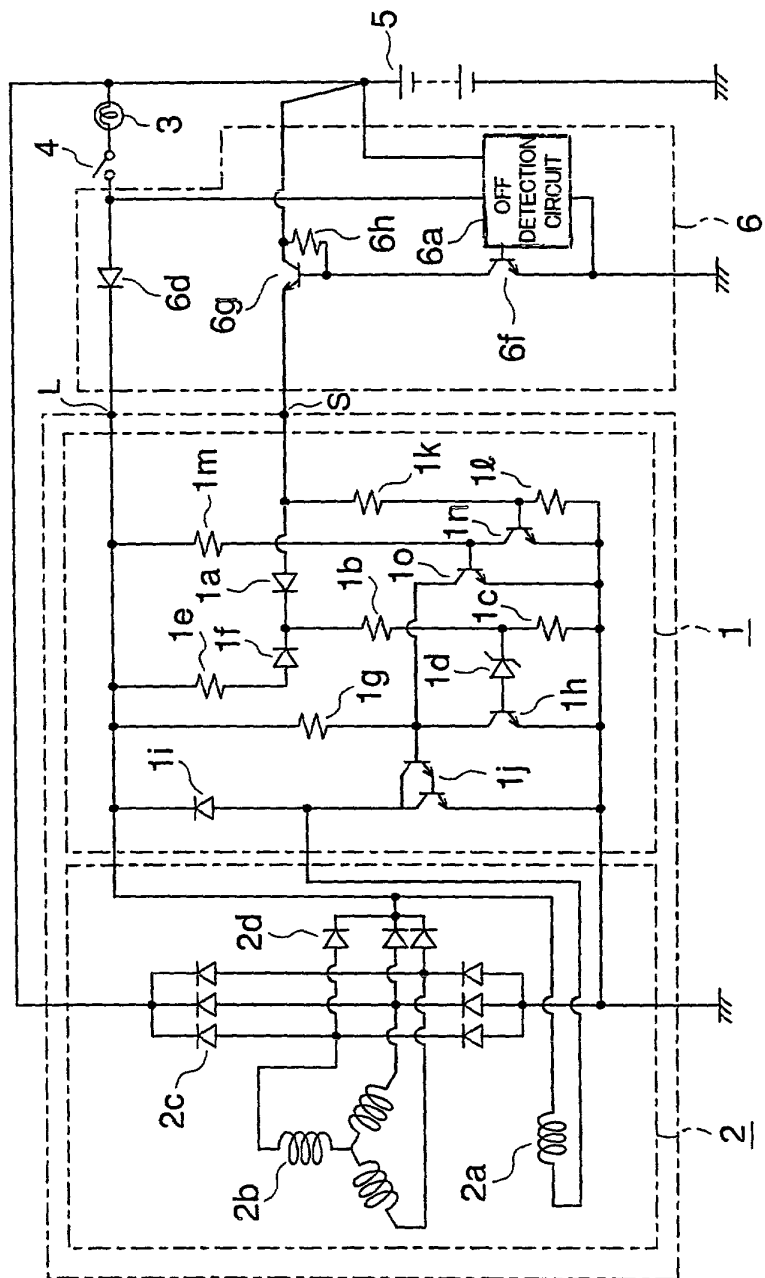 5
3
4
6h
6a
OFF
DETECTION
CIRCUIT
6
6d
6g
6f
L
S
1m
1k
1ℓ
1n
1a
1o
1b
1c
1e
1f
1d
1g
1h
1
1i
1j
2d
2c
2b
2a
2